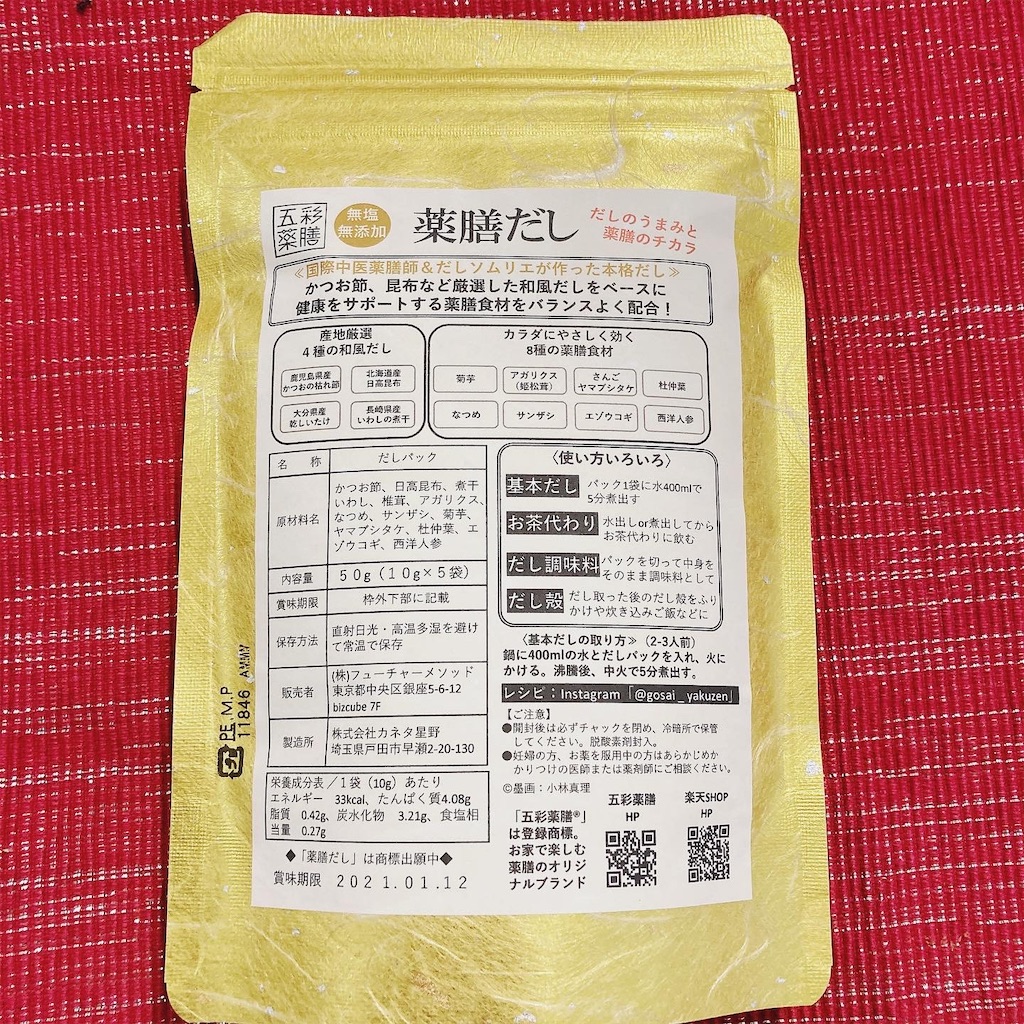 五彩
薬膳
無塩
無添加
薬膳だし
だしのうまみと
薬膳のチカラ
≪国際中医薬膳師＆だしソムリエが作った本格だし≫
かつお節、昆布など厳選した和風だしをベースに
健康をサポートする薬膳食材をバランスよく配合！
産地厳選
4種の和風だし
鹿児島県産
かつおの枯れ節
北海道産
日高昆布
大分県産
乾しいたけ
長崎県産
いわしの煮干
カラダにやさしく効く
8種の薬膳食材
菊芋
アガリクス
（姫松茸）
さんご
ヤマブシタケ
杜仲葉
なつめ
サンザシ
エゾウコギ
西洋人参
名　称　だしパック
原材料名
かつお節、日高昆布、煮干
いわし、椎茸、アガリクス、
なつめ、サンザシ、菊芋、
ヤマブシタケ、杜仲葉、エ
ゾウコギ、西洋人参
内容量　５０ｇ（１０ｇ×５袋）
賞味期限　枠外下部に記載
保存方法
直射日光・高温多湿を避け
て常温で保存
販売者
(株)フューチャーメソッド
東京都中央区銀座5-6-12
bizcube 7F
製造所
株式会社カネタ星野
埼玉県戸田市早瀬2-20-130
栄養成分表／１袋（10g）あたり
エネルギー　33kcal、たんぱく質4.08g
脂質　0.42g、炭水化物　3.21g、食塩相
当量　0.27g
◆「薬膳だし」は商標出願中◆
賞味期限　2021.01.12
〈使い方いろいろ〉
基本だし　パック1袋に水400mlで
5分煮出す
お茶代わり　水出しor煮出してから
お茶代わりに飲む
だし調味料　パックを切って中身を
そのまま調味料として
だし殻　だし取った後のだし殻をふり
かけや炊き込みご飯などに
≪基本だしの取り方≫（2-3人前）
鍋に400mlの水とだしパックを入れ、火に
かける。沸騰後、中火で5分煮出す。
レシピ：Instagram「@gosai_yakuzen」
【ご注意】
●開封後は必ずチャックを閉め、冷暗所で保管
してください。脱酸素剤封入。
●妊婦の方、お薬を服用中の方はあらかじめか
かりつけの医師または薬剤師にご相談ください。
©墨画：小林真理
「五彩薬膳®」
は登録商標。
お家で楽しむ
薬膳のオリジ
ナルブランド
五彩薬膳
HP
楽天SHOP
HP
プラ
PE.M.P
11846 AMMY